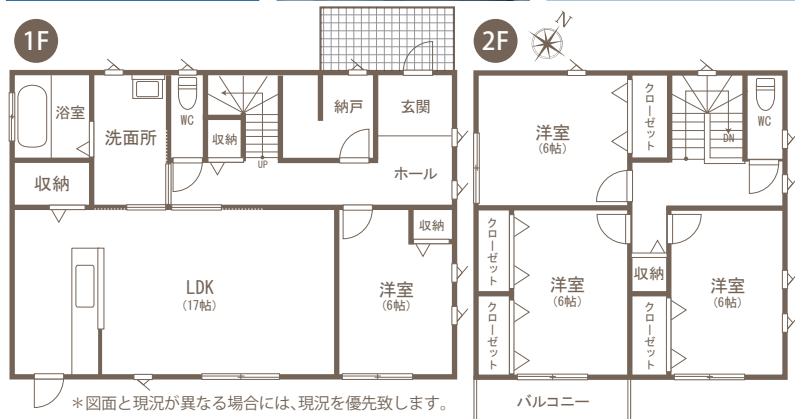 1F
浴室
洗面所
WC
収納
UP
納戸
玄関
ホール
収納
収納
LDK
(17帖)
洋室
(6帖)
2F
N
洋室
(6帖)
クローゼット
DN
WC
クローゼット
クローゼット
洋室
(6帖)
収納
クローゼット
洋室
(6帖)
バルコニー
＊図面と現況が異なる場合には、現況を優先致します。